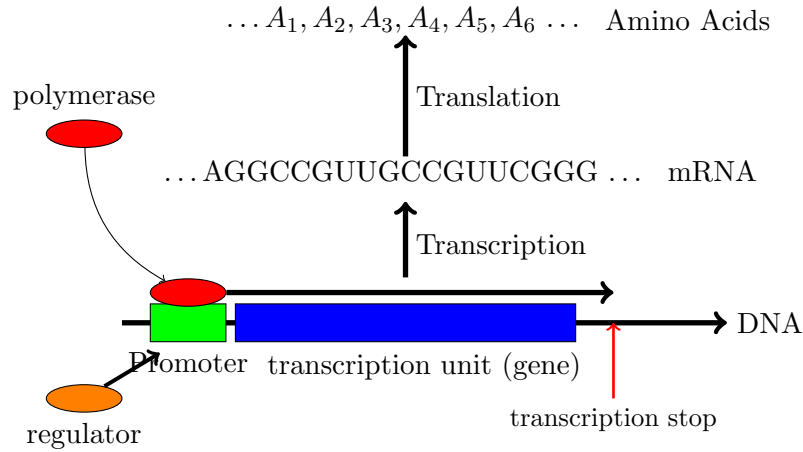 … A₁, A₂, A₃, A₄, A₅, A₆ … Amino Acids
Translation
polymerase
… AGGCCGUUGCCGUUCGGG … mRNA
Transcription
DNA
Promoter
transcription unit (gene)
transcription stop
regulator